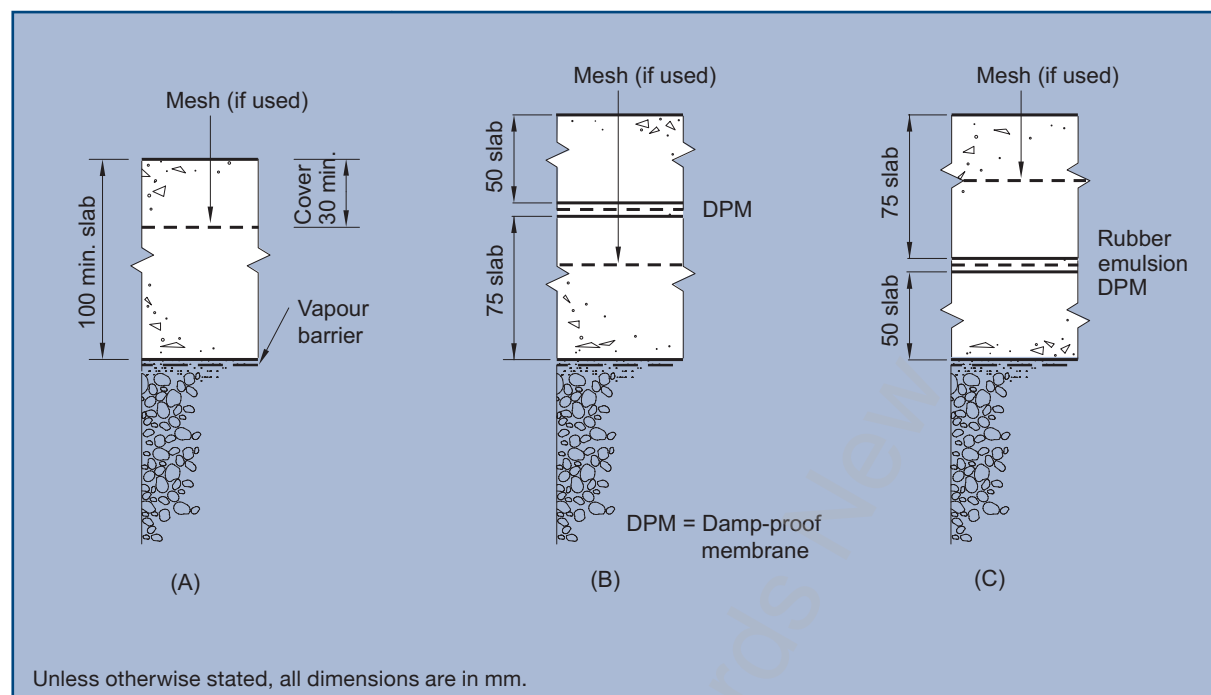 Mesh (if used)
100 min. slab
Cover
30 min.
Vapour
barrier
(A)
Mesh (if used)
50 slab
DPM
75 slab
DPM = Damp-proof
membrane
(B)
Mesh (if used)
75 slab
Rubber
emulsion
DPM
50 slab
(C)
rds New
Unless otherwise stated, all dimensions are in mm.